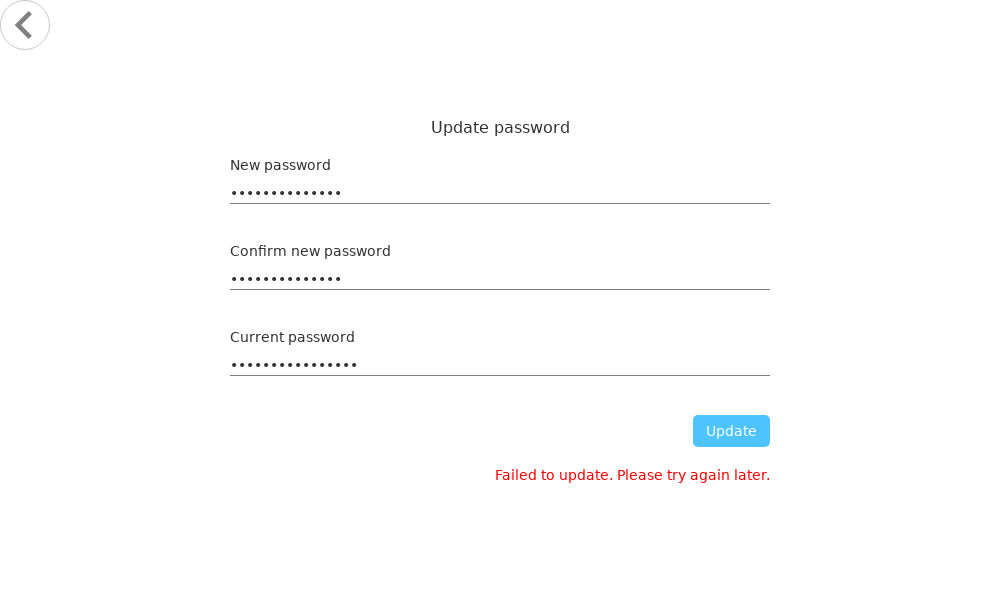 Update password
New password
••••••••••••••
Confirm new password
••••••••••••••
Current password
••••••••••••••••
Update
Failed to update. Please try again later.